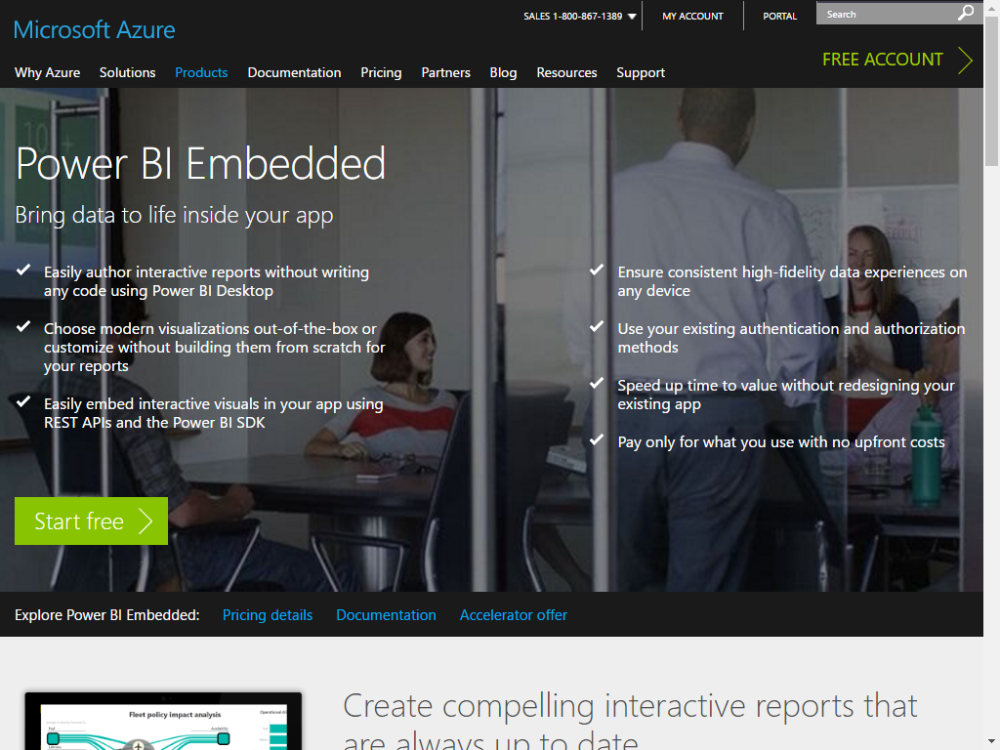 SALES 1-800-867-1389
MY ACCOUNT
PORTAL
Search
Microsoft Azure
FREE ACCOUNT
Why Azure Solutions Products Documentation Pricing Partners Blog Resources Support
Power BI Embedded
Bring data to life inside your app
Easily author interactive reports without writing
any code using Power BI Desktop
Choose modern visualizations out-of-the-box or
customize without building them from scratch for
your reports
Easily embed interactive visuals in your app using
REST APIs and the Power BI SDK
Ensure consistent high-fidelity data experiences on
any device
Use your existing authentication and authorization
methods
Speed up time to value without redesigning your
existing app
Pay only for what you use with no upfront costs
Start free
Explore Power BI Embedded: Pricing details Documentation Accelerator offer
Fleet policy impact analysis
Create compelling interactive reports that
are always up to date